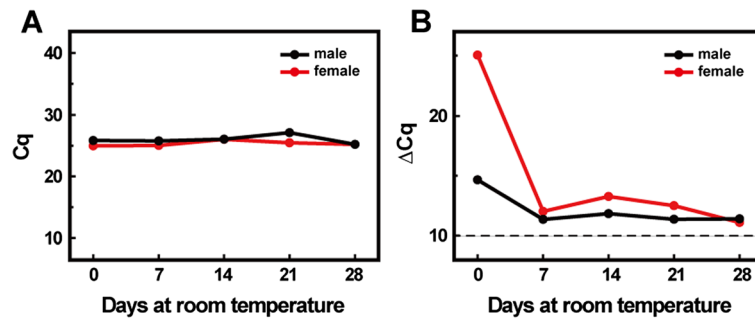 A
Cq
40
30
20
10
male
female
0 7 14 21 28
Days at room temperature
B
ΔCq
20
10
male
female
0 7 14 21 28
Days at room temperature